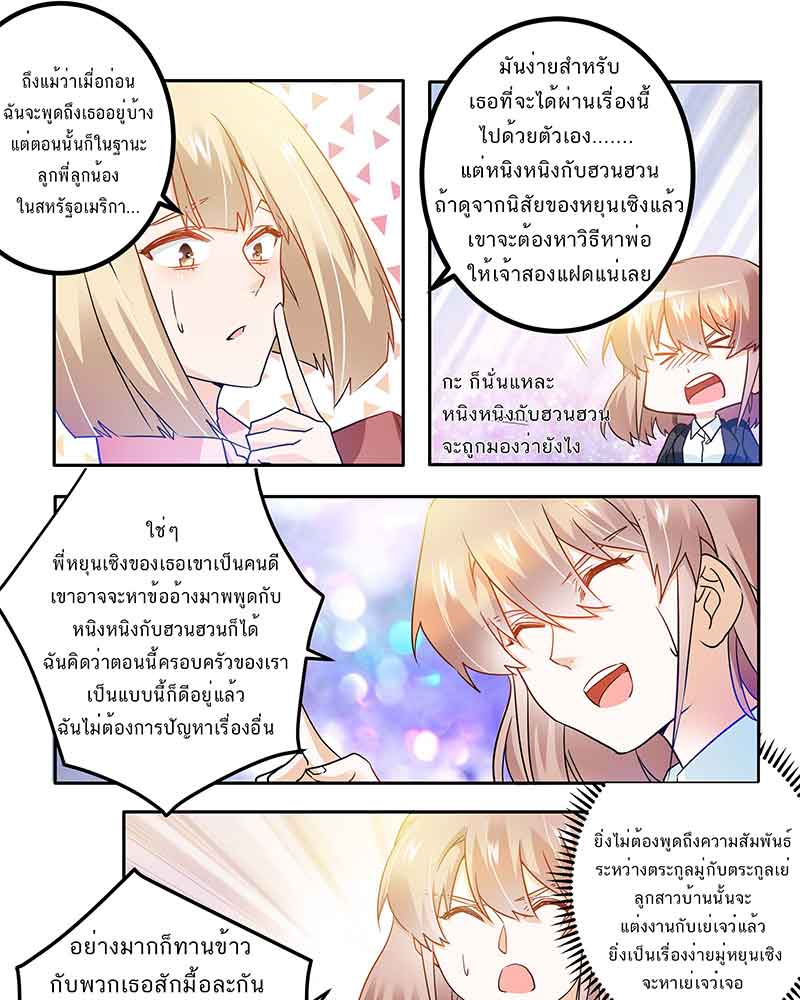 ถึงแม้ว่าเมื่อก่อน
ฉันจะพูดถึงเธออยู่บ้าง
แต่ตอนนั้นก็ในฐานะ
ลูกพี่ลูกน้อง
ในสหรัฐอเมริกา...
มันง่ายสำหรับ
เธอที่จะได้ผ่านเรื่องนี้
ไปด้วยตัวเอง.......
แต่หนิงหนิงกับฮวนฮวน
ถ้าดูจากนิสัยของหยุนเชิงแล้ว
เขาจะต้องหาวิธีหาพ่อ
ให้เจ้าสองแฝดแน่เลย
กะ ก็นั่นแหละ
หนิงหนิงกับฮวนฮวน
จะถูกมองว่ายังไง
ใช่ๆ
พี่หยุนเชิงของเธอเขาเป็นคนดี
เขาอาจจะหาข้ออ้างมาพพูดกับ
หนิงหนิงกับฮวนฮวนก็ได้
ฉันคิดว่าตอนนี้ครอบครัวของเรา
เป็นแบบนี้ก็ดีอยู่แล้ว
ฉันไม่ต้องการปัญหาเรื่องอื่น
ยิ่งไม่ต้องพูดถึงความสัมพันธ์
ระหว่างตระกูลมู่กับตระกูลเย่
ลูกสาวบ้านนั้นจะ
แต่งงานกับเย่เจว๋แล้ว
ยิ่งเป็นเรื่องง่ายมู่หยุนเชิง
จะหาเย่เจว๋เจอ
อย่างมากก็ทานข้าว
กับพวกเธอสักมื้อละกัน